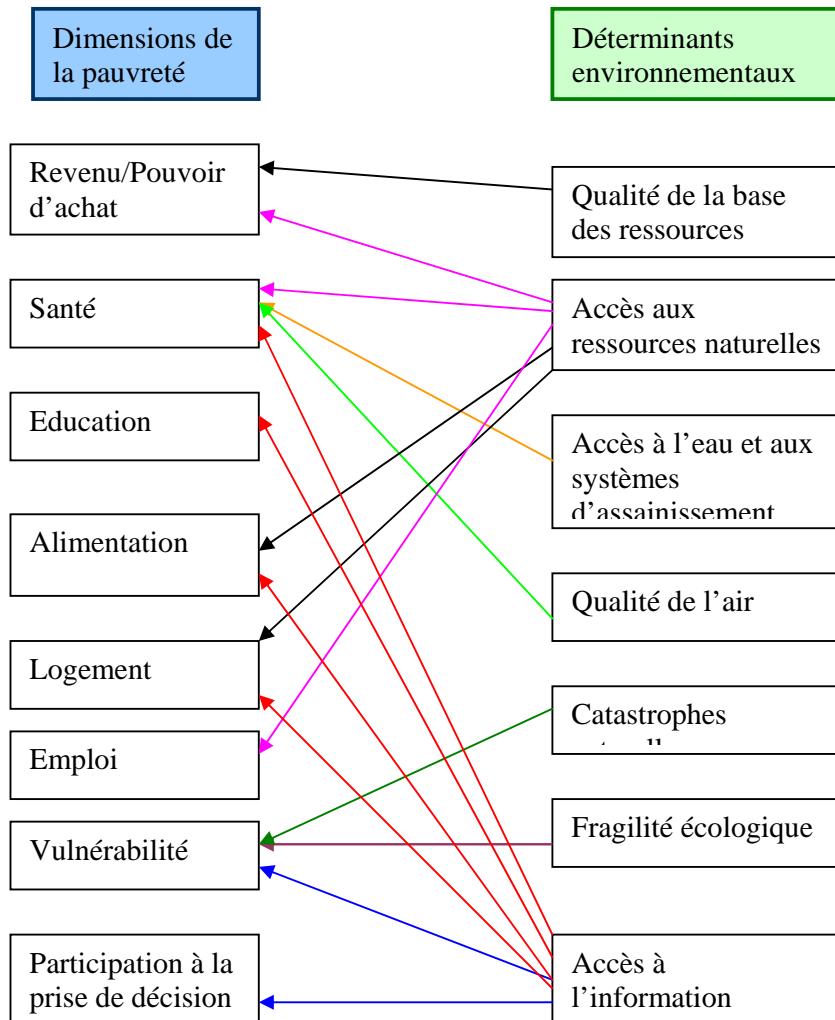 Dimensions de
la pauvreté
Déterminants
environnementaux
Revenu/Pouvoir
d’achat
Santé
Education
Alimentation
Logement
Emploi
Vulnérabilité
Participation à la
prise de décision
Qualité de la base
des ressources
Accès aux
ressources naturelles
Accès à l’eau et aux
systèmes
d’assainissement
Qualité de l’air
Catastrophes
Fragilité écologique
Accès à
l’information